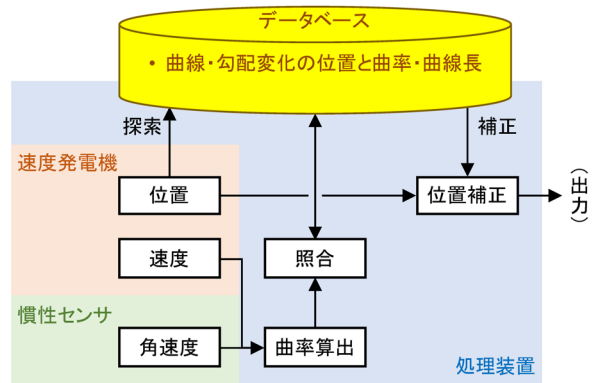 データベース
・ 曲線・勾配変化の位置と曲率・曲線長
探索
補正
速度発電機
位置
位置補正
（出力）
速度
照合
慣性センサ
角速度
曲率算出
処理装置